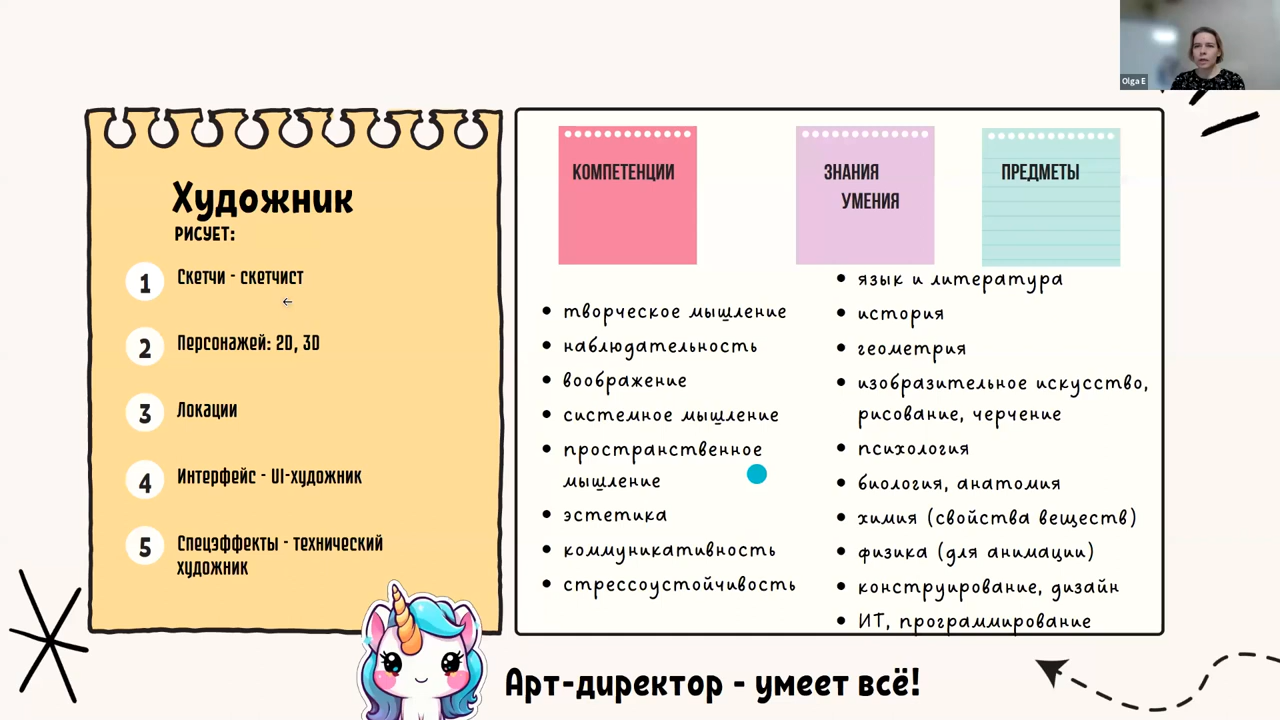 Olga E
Художник
РИСУЕТ:
1 Скетчи - скетчист
2 Персонажей: 2D, 3D
3 Локации
4 Интерфейс - UI-художник
5 Спецэффекты - технический
художник
КОМПЕТЕНЦИИ
• творческое мышление
• наблюдательность
• воображение
• системное мышление
• пространственное
мышление
• эстетика
• коммуникативность
• стрессоустойчивость
ЗНАНИЯ
УМЕНИЯ
ПРЕДМЕТЫ
• язык и литература
• история
• геометрия
• изобразительное искусство,
рисование, черчение
• психология
• биология, анатомия
• химия (свойства веществ)
• физика (для анимации)
• конструирование, дизайн
• ИТ, программирование
Арт-директор - умеет всё!